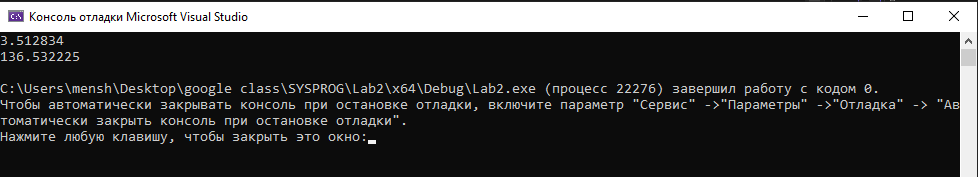 Консоль отладки Microsoft Visual Studio
3.512834
136.532225
C:\Users\mensh\Desktop\google class\SYSPROG\Lab2\x64\Debug\Lab2.exe (процесс 22276) завершил работу с кодом 0.
Чтобы автоматически закрывать консоль при остановке отладки, включите параметр "Сервис" ->"Параметры" ->"Отладка" -> "Ав
томатически закрыть консоль при остановке отладки".
Нажмите любую клавишу, чтобы закрыть это окно: